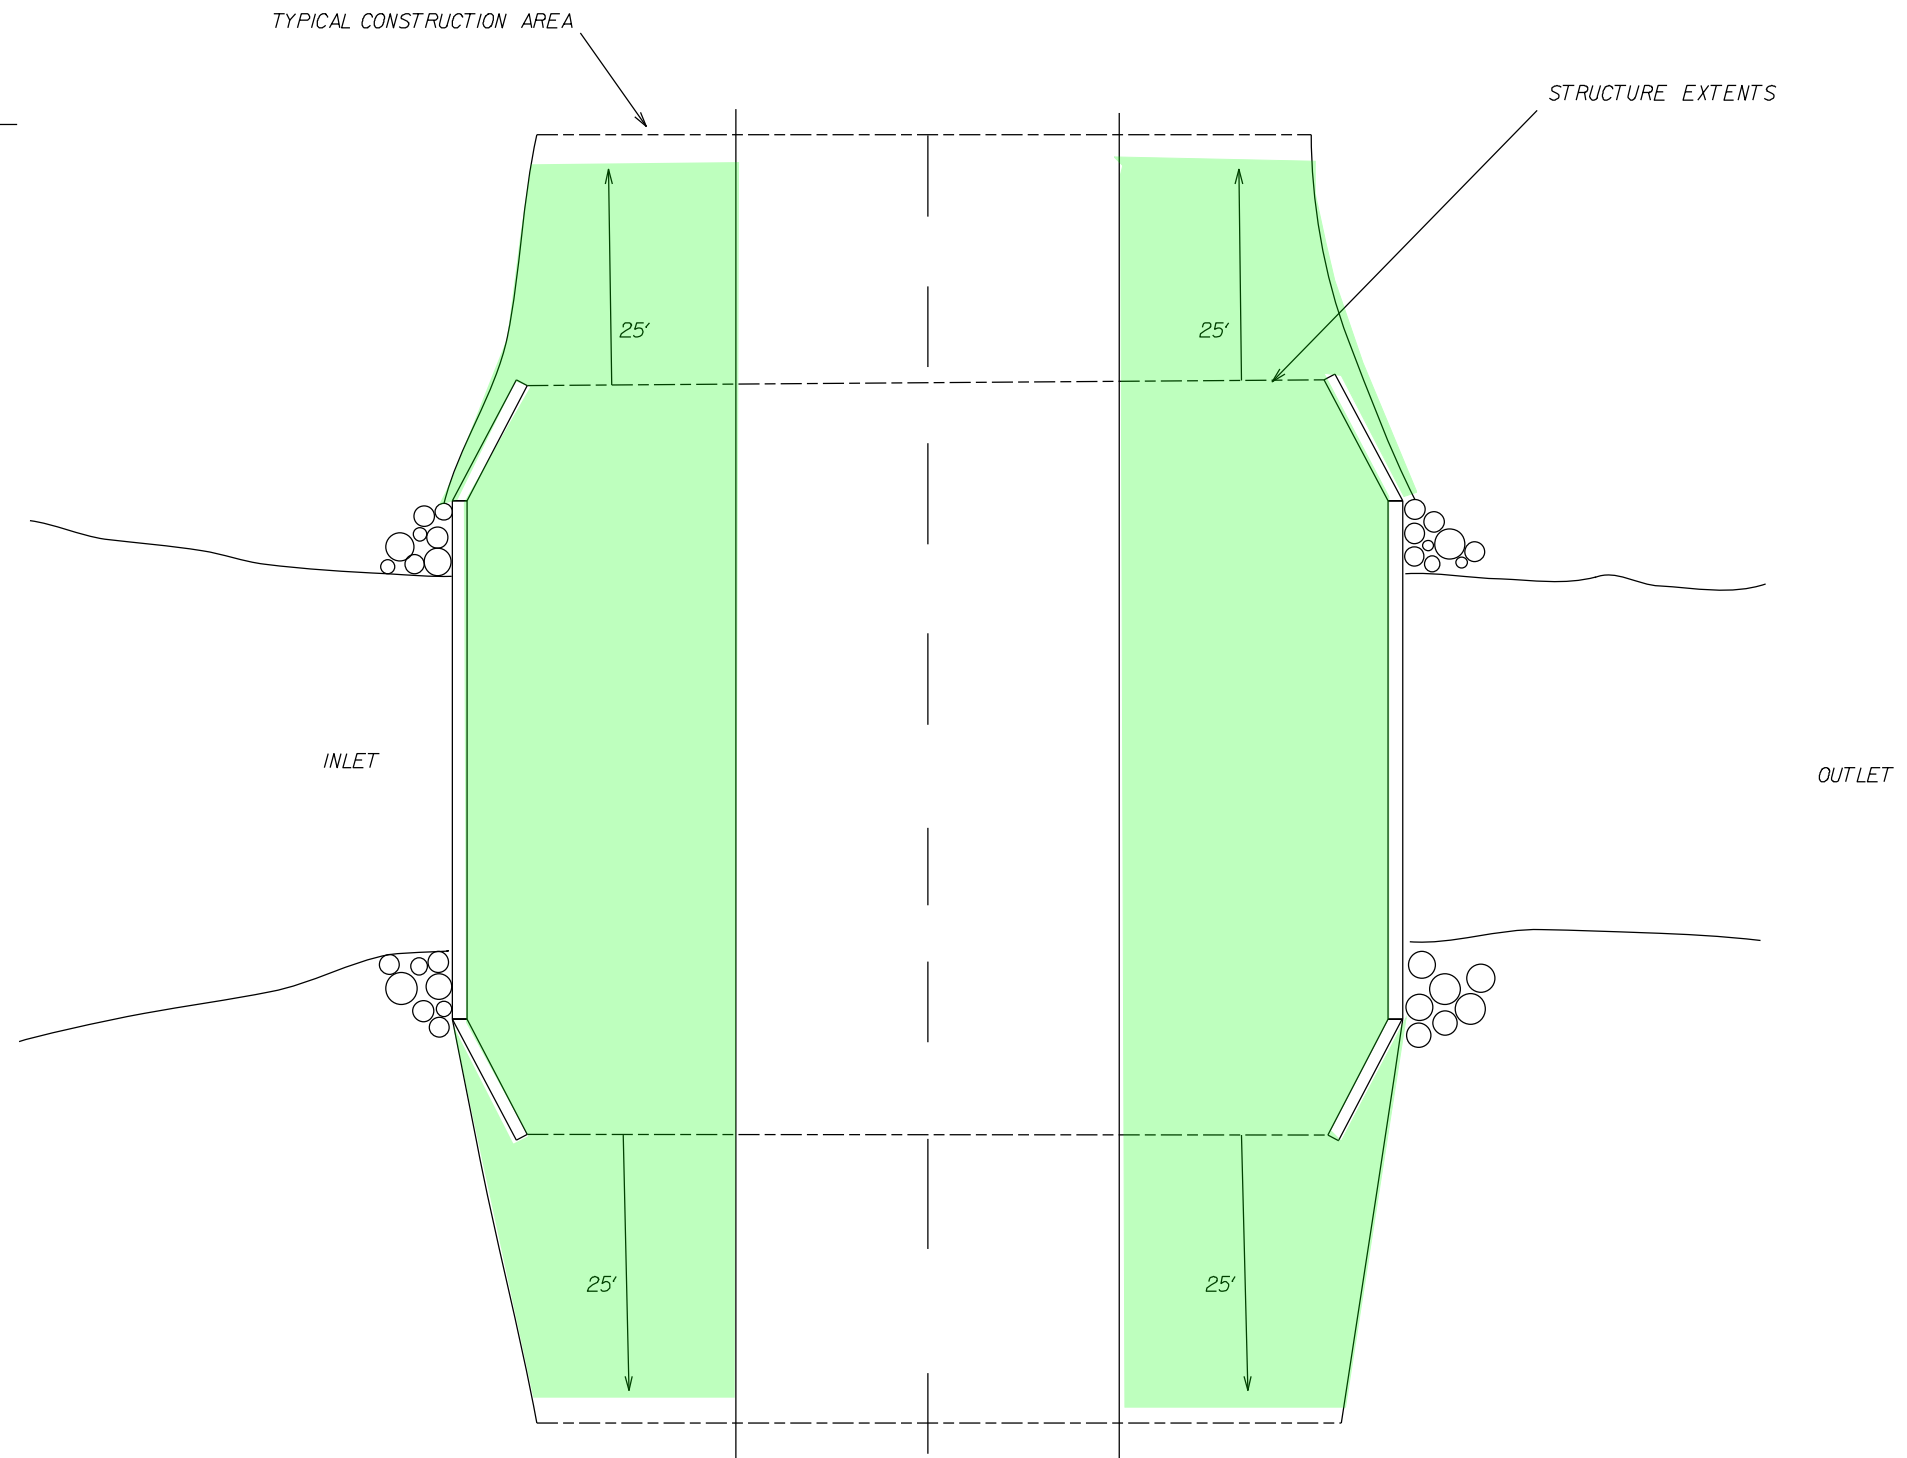 TYPICAL CONSTRUCTION AREA
STRUCTURE EXTENTS
25'
25'
INLET
OUTLET
25'
25'